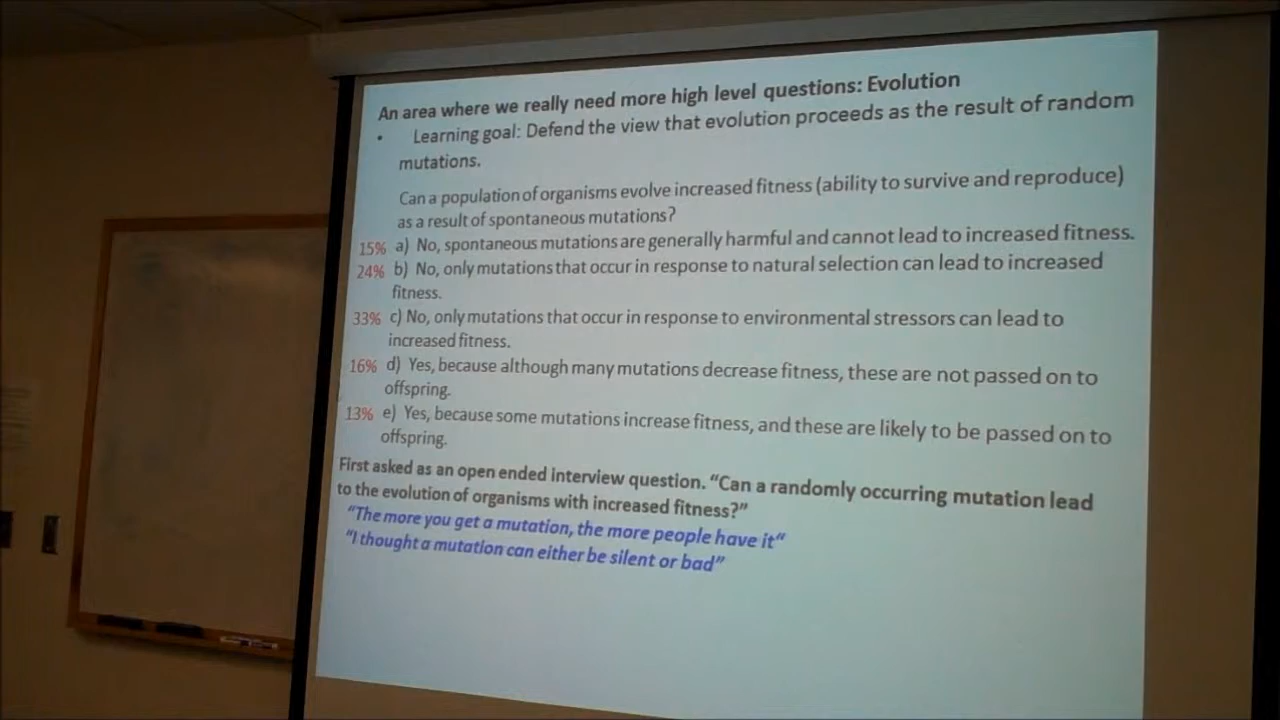 An area where we really need more high level questions: Evolution
• Learning goal: Defend the view that evolution proceeds as the result of random
mutations.
Can a population of organisms evolve increased fitness (ability to survive and reproduce)
as a result of spontaneous mutations?
15% a) No, spontaneous mutations are generally harmful and cannot lead to increased fitness.
24% b) No, only mutations that occur in response to natural selection can lead to increased
fitness.
33% c) No, only mutations that occur in response to environmental stressors can lead to
increased fitness.
16% d) Yes, because although many mutations decrease fitness, these are not passed on to
offspring.
13% e) Yes, because some mutations increase fitness, and these are likely to be passed on to
offspring.
First asked as an open ended interview question. “Can a randomly occurring mutation lead
to the evolution of organisms with increased fitness?”
“The more you get a mutation, the more people have it“
“I thought a mutation can either be silent or bad”